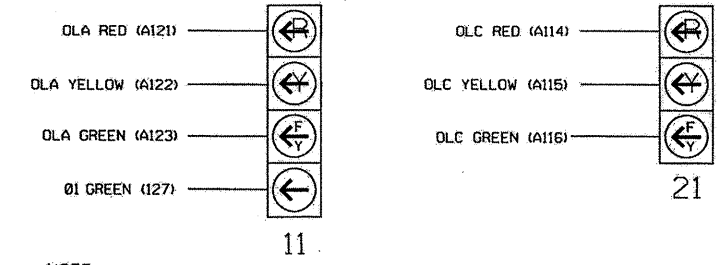 OLA RED (A121)
R
OLA YELLOW (A122)
Y
OLA GREEN (A123)
F
Y
Ø1 GREEN (127)
11
OLC RED (A114)
R
OLC YELLOW (A115)
Y
OLC GREEN (A116)
F
Y
21